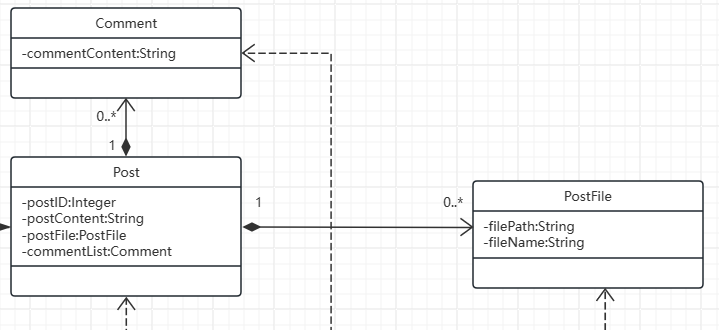 Comment
-commentContent:String
0..*
1
Post
-postID:Integer
-postContent:String
-postFile:PostFile
-commentList:Comment
1
0..*
PostFile
-filePath:String
-fileName:String